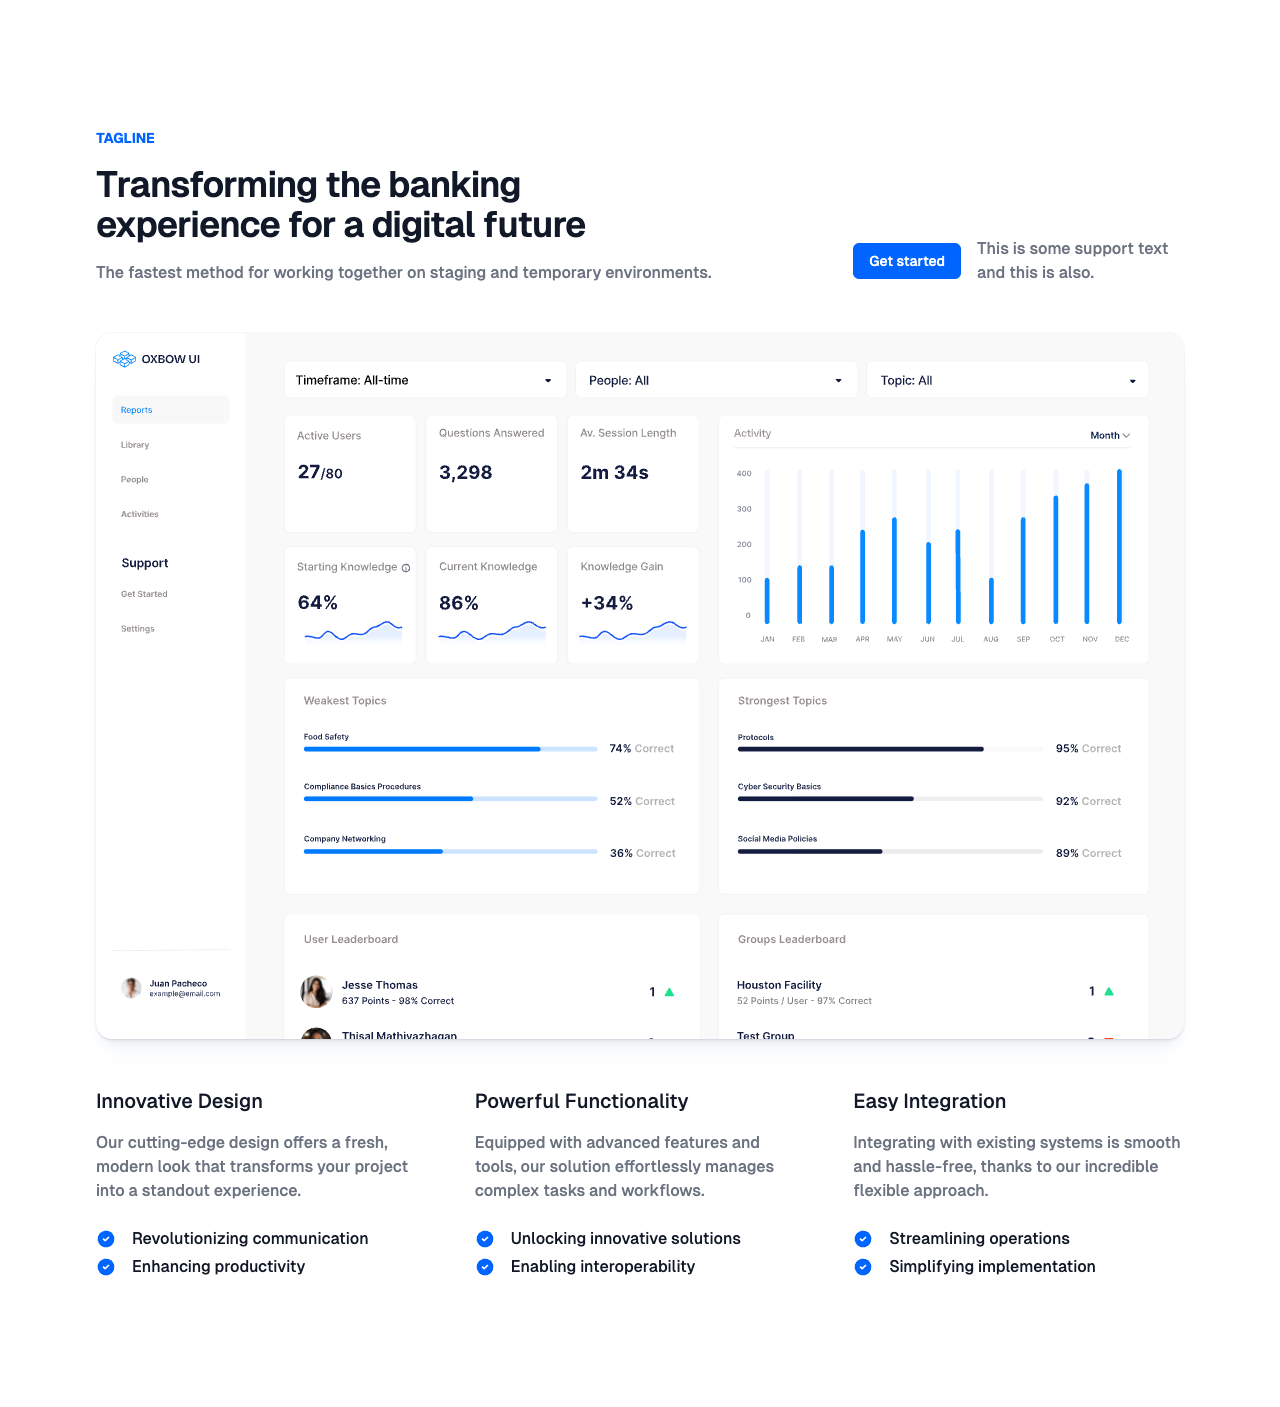 TAGLINE
Transforming the banking
experience for a digital future
The fastest method for working together on staging and temporary environments.
Get started
This is some support text
and this is also.
OXBOW UI
Reports
Library
People
Activities
Support
Get Started
Settings
Juan Pacheco
example@email.com
Timeframe: All-time
People: All
Topic: All
Active Users
27/80
Questions Answered
3,298
Av. Session Length
2m 34s
Starting Knowledge
64%
Current Knowledge
86%
Knowledge Gain
+34%
Activity
Month
400
300
200
100
0
JAN FEB MAR APR MAY JUN JUL AUG SEP OCT NOV DEC
Weakest Topics
Food Safety
74% Correct
Compliance Basics Procedures
52% Correct
Company Networking
36% Correct
Strongest Topics
Protocols
95% Correct
Cyber Security Basics
92% Correct
Social Media Policies
89% Correct
User Leaderboard
Jesse Thomas
637 Points - 98% Correct
1
Thisal Mathiyazhagan
Groups Leaderboard
Houston Facility
52 Points / User - 97% Correct
1
Test Group
Innovative Design
Our cutting-edge design offers a fresh,
modern look that transforms your project
into a standout experience.
Revolutionizing communication
Enhancing productivity
Powerful Functionality
Equipped with advanced features and
tools, our solution effortlessly manages
complex tasks and workflows.
Unlocking innovative solutions
Enabling interoperability
Easy Integration
Integrating with existing systems is smooth
and hassle-free, thanks to our incredible
flexible approach.
Streamlining operations
Simplifying implementation